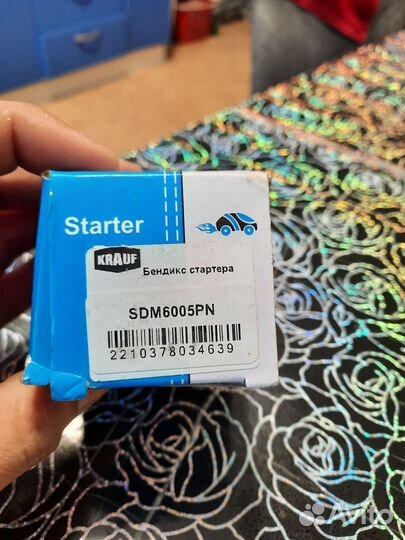 Starter
KRAUF
Бендикс стартера
SDM6005PN
2210378034639
Avito